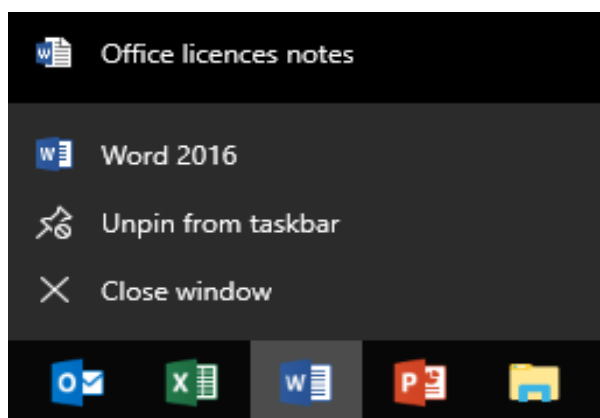 Office licences notes
Word 2016
Unpin from taskbar
Close window